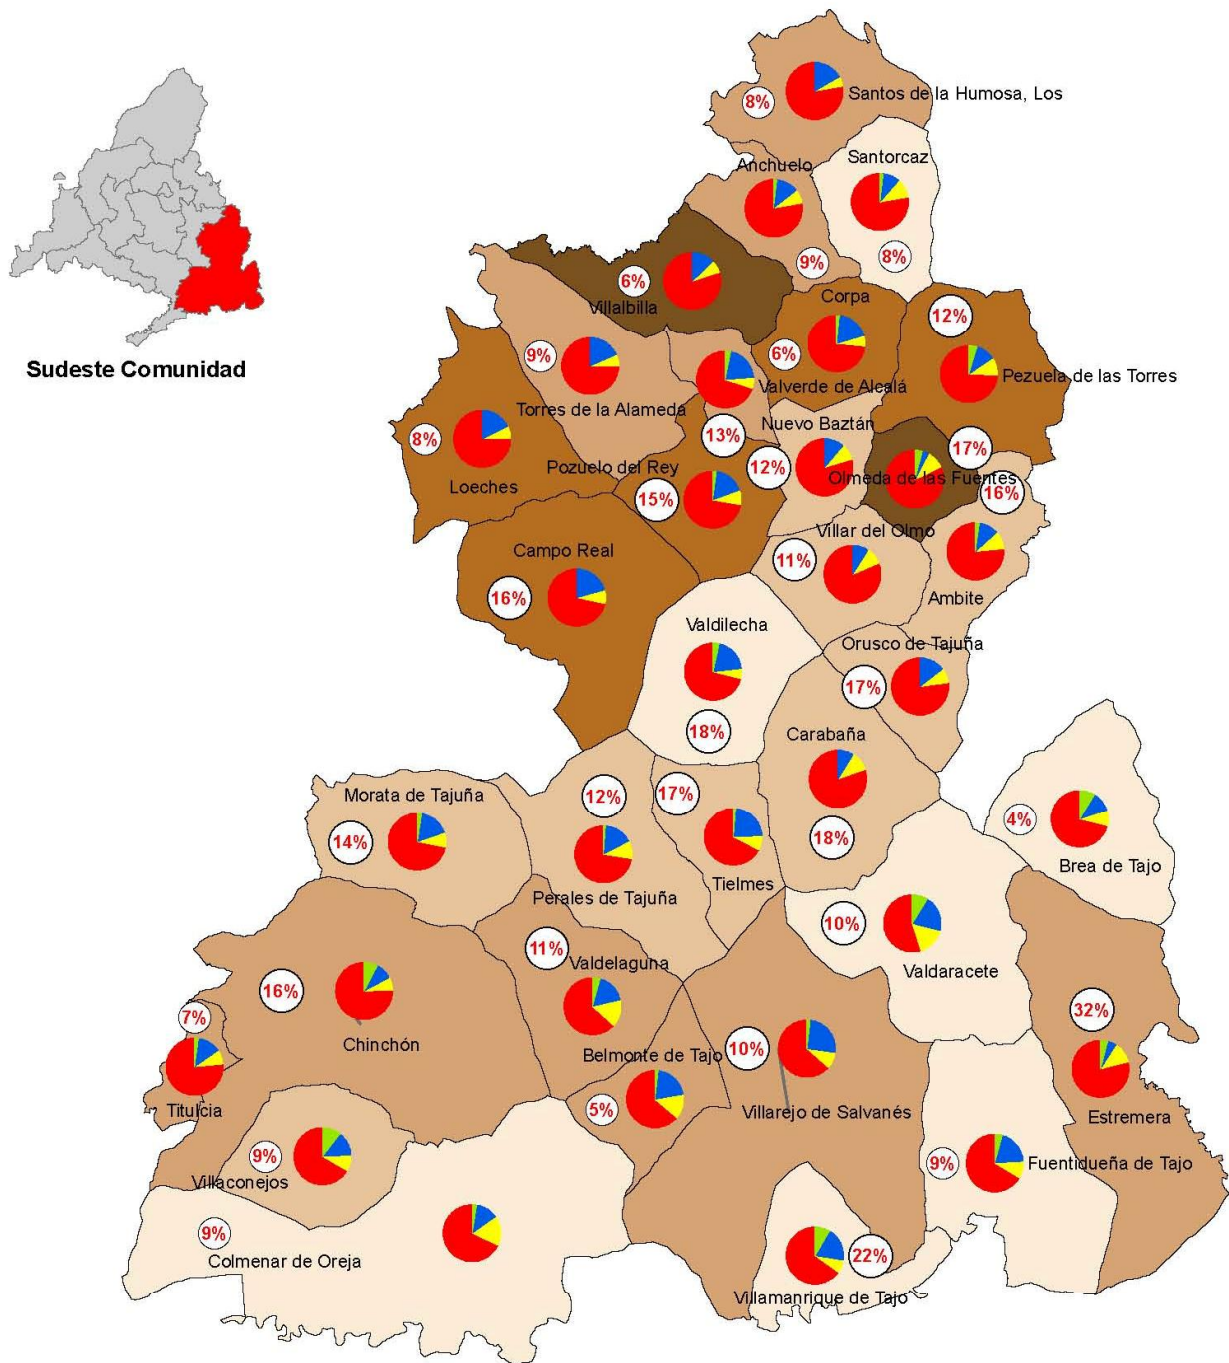 Sudeste Comunidad
8%
Santos de la Humosa, Los
Anchuelo
Santorcaz
9%
8%
6%
Villalbilla
Corpa
12%
9%
6%
Pezuela de las Torres
Torres de la Alameda
Valverde de Alcalá
8%
Loeches
13%
Nuevo Baztán
17%
Pozuelo del Rey
12%
Olmeda de las Fuentes
15%
16%
Campo Real
Villar del Olmo
11%
16%
Ambite
Valdilecha
Orusco de Tajuña
17%
18%
Carabaña
Morata de Tajuña
12%
17%
14%
18%
4%
Perales de Tajuña
Tielmes
Brea de Tajo
11%
Valdelaguna
10%
Valdaracete
16%
7%
Chinchón
32%
Belmonte de Tajo
10%
Titulcia
5%
Villarejo de Salvanés
Estremera
9%
Villaconejos
9%
Fuentidueña de Tajo
9%
Colmenar de Oreja
22%
Villamanrique de Tajo